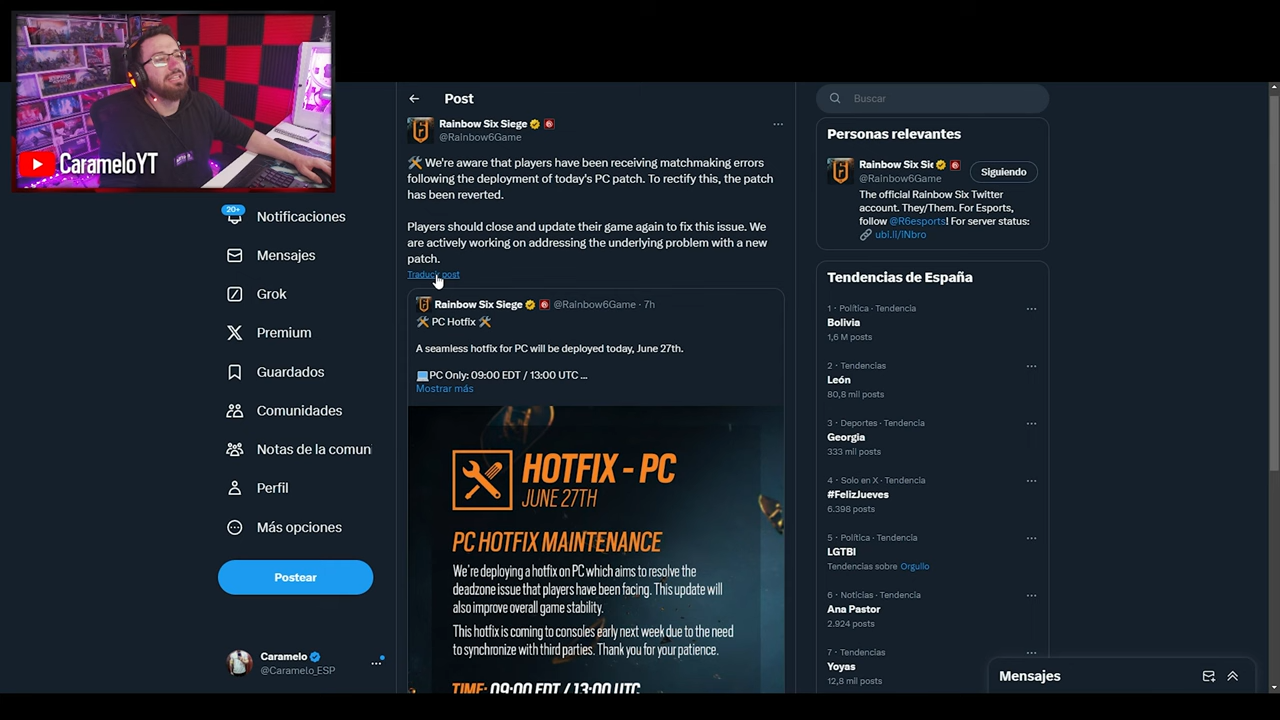 CarameloYT
20+
Notificaciones
Mensajes
Grok
Premium
Guardados
Comunidades
Notas de la comun
Perfil
Más opciones
Postear
Caramelo
@Caramelo_ESP
Post
Rainbow Six Siege
@Rainbow6Game
We're aware that players have been receiving matchmaking errors
following the deployment of today's PC patch. To rectify this, the patch
has been reverted.
Players should close and update their game again to fix this issue. We
are actively working on addressing the underlying problem with a new
patch.
Traducir post
Rainbow Six Siege @Rainbow6Game · 7h
PC Hotfix
A seamless hotfix for PC will be deployed today, June 27th.
PC Only: 09:00 EDT / 13:00 UTC ...
Mostrar más
HOTFIX - PC
JUNE 27TH
PC HOTFIX MAINTENANCE
We're deploying a hotfix on PC which aims to resolve the
deadzone issue that players have been facing. This update will
also improve overall game stability.
This hotfix is coming to consoles early next week due to the need
to synchronize with third parties. Thank you for your patience.
TIME: 09:00 EDT / 13:00 UTC
Buscar
Personas relevantes
Rainbow Six Sie
@Rainbow6Game
Siguiendo
The official Rainbow Six Twitter
account. They/Them. For Esports,
follow @R6esports! For server status:
ubi.li/iNbro
Tendencias de España
1 · Política · Tendencia
Bolivia
1,6 M posts
2 · Tendencias
León
80,8 mil posts
3 · Deportes · Tendencia
Georgia
333 mil posts
4 · Solo en X · Tendencia
#FelizJueves
6.398 posts
5 · Política · Tendencia
LGTBI
Tendencias sobre Orgullo
6 · Noticias · Tendencia
Ana Pastor
2.924 posts
7 · Tendencias
Yoyas
12,8 mil posts
Mensajes